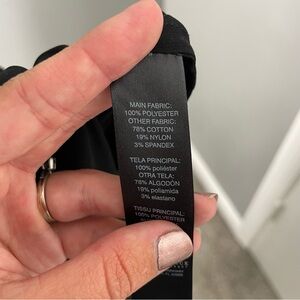 MAIN FABRIC:
100% POLYESTER
OTHER FABRIC:
78% COTTON
19% NYLON
3% SPANDEX
TELA PRINCIPAL:
100% poliéster
OTRA TELA:
78% ALGODÓN
19% poliamida
3% elastano
TISSU PRINCIPAL:
100% POLYESTER